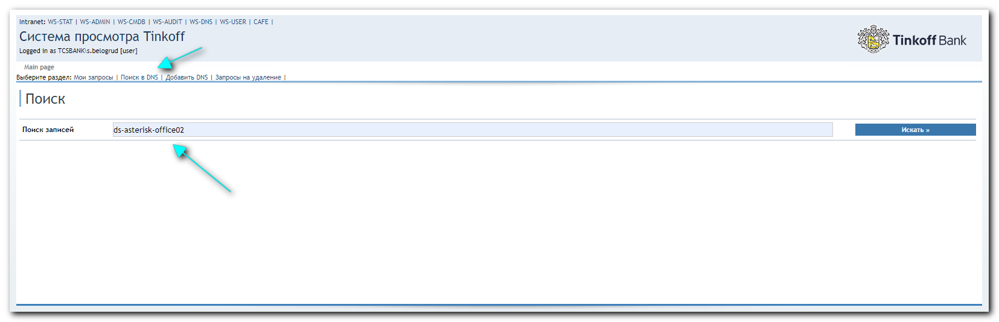 Intranet: WS-STAT | WS-ADMIN | WS-CMDB | WS-AUDIT | WS-DNS | WS-USER | CAFE |
Система просмотра Tinkoff
Logged in as TCSBANK\s.belogrud [user]
Tinkoff Bank
Main page
Выберите раздел: Мои запросы | Поиск в DNS | Добавить DNS | Запросы на удаление |
Поиск
Поиск записей ds-asterisk-office02 Искать »